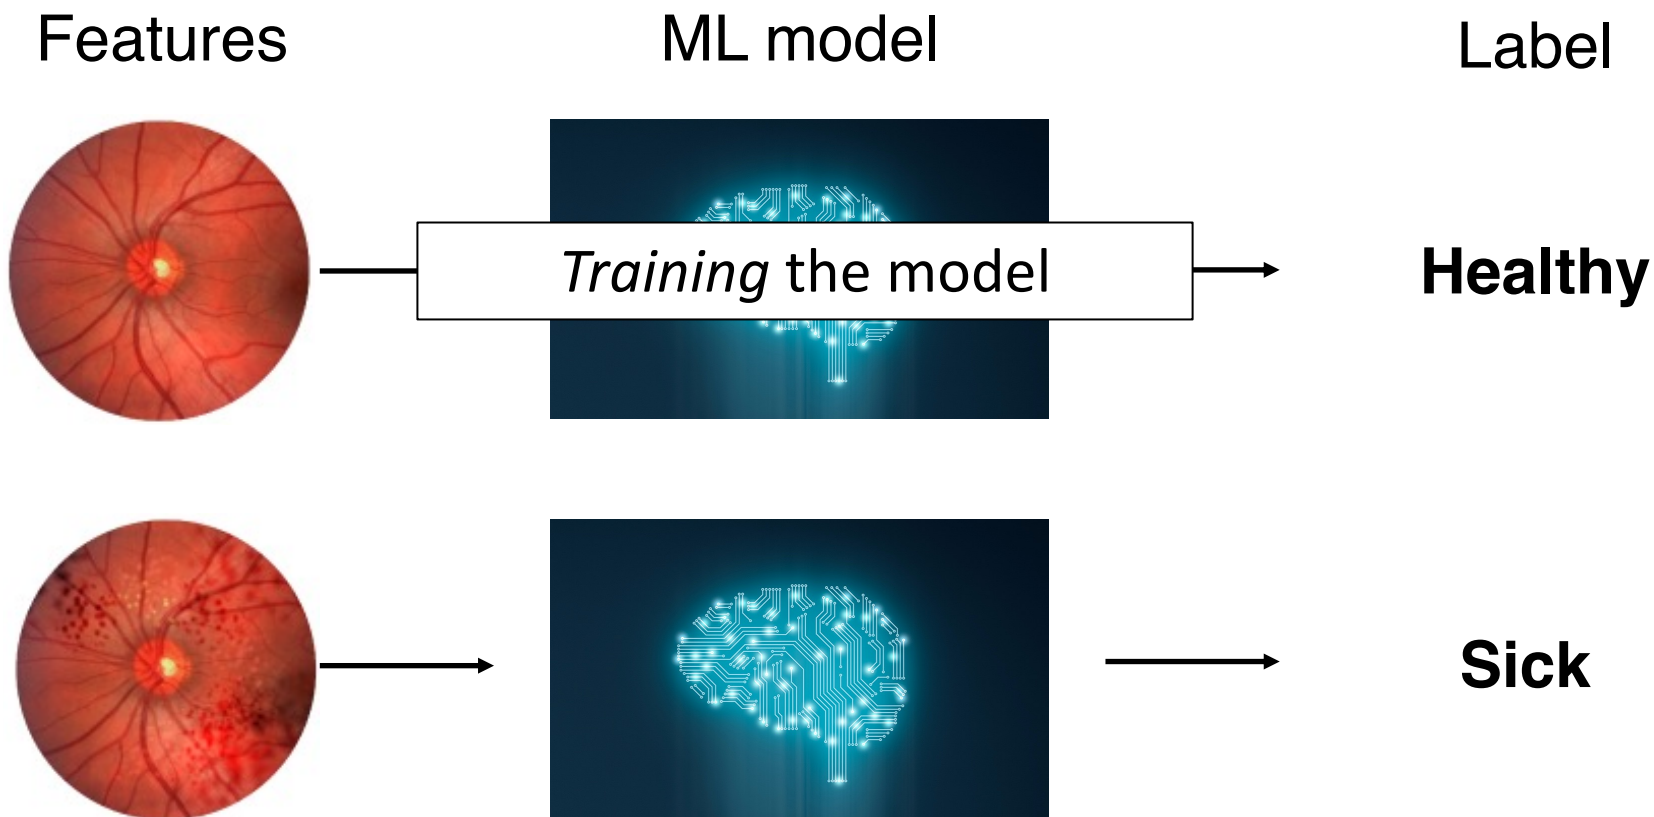 Features
ML model
Label
Training the model
Healthy
Sick